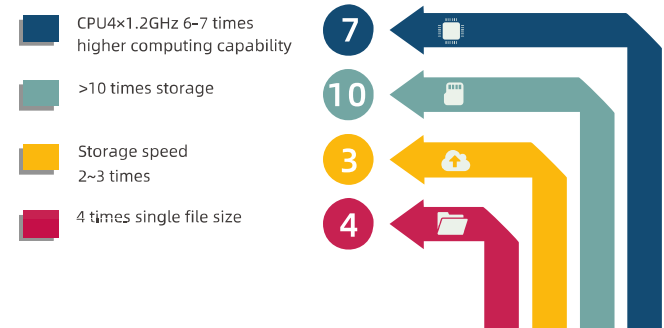 CPU4×1.2GHz 6–7 times
higher computing capability
7
>10 times storage
10
Storage speed
2~3 times
3
4 times single file size
4